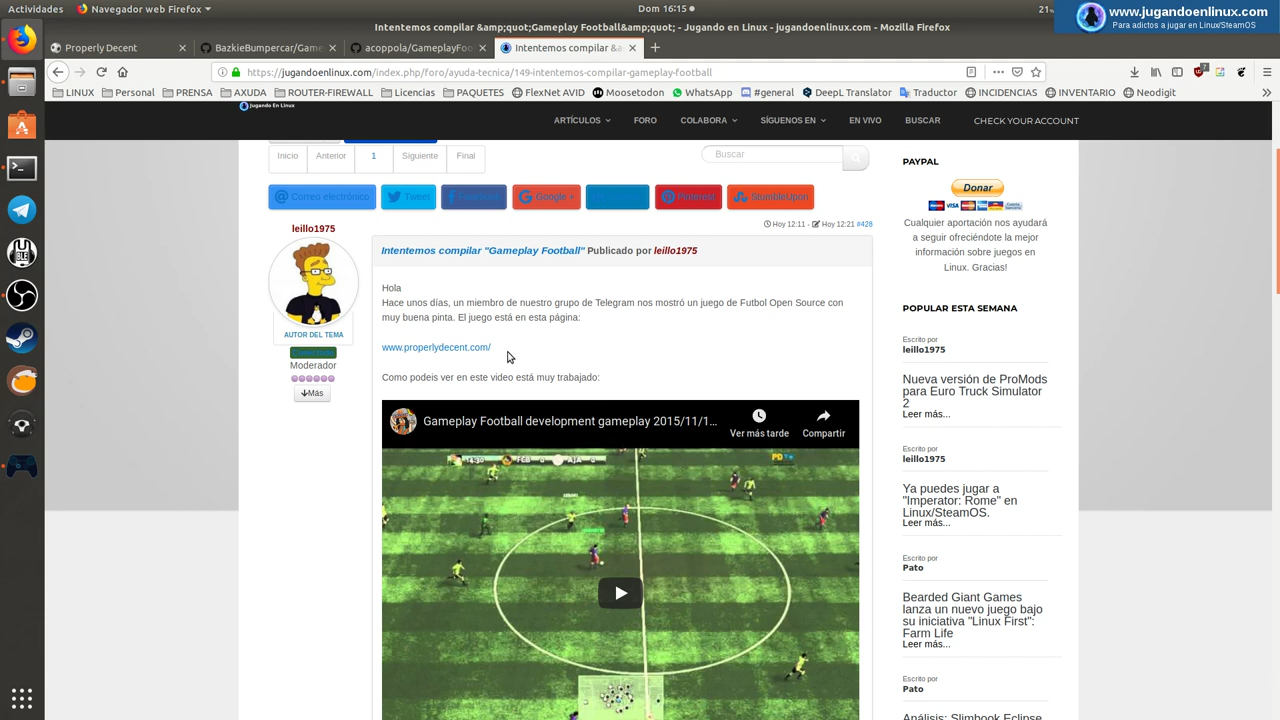 Actividades
Navegador web Firefox
Dom 16:15
21%
www.jugandoenlinux.com
Para adictos a jugar en Linux/SteamOS
Intentemos compilar &amp;quot;Gameplay Football&amp;quot; - Jugando en Linux - jugandoenlinux.com - Mozilla Firefox
Properly Decent
BazkieBumpercar/Game
acoppola/GameplayFoo
Intentemos compilar &a
https://jugandoenlinux.com/index.php/foro/ayuda-tecnica/149-intentemos-compilar-gameplay-football
7
LINUX
Personal
PRENSA
AXUDA
ROUTER-FIREWALL
Licencias
PAQUETES
FlexNet AVID
Moosetodon
WhatsApp
#general
DeepL Translator
Traductor
INCIDENCIAS
INVENTARIO
Neodigit
Jugando En Linux
ARTÍCULOS
FORO
COLABORA
SÍGUENOS EN
EN VIVO
BUSCAR
CHECK YOUR ACCOUNT
Inicio
Anterior
1
Siguiente
Final
Buscar
Correo electrónico
Tweet
Google +
Pinterest
StumbleUpon
Hoy 12:11 - Hoy 12:21 #428
leillo1975
AUTOR DEL TEMA
Moderador
Más
Intentemos compilar "Gameplay Football" Publicado por leillo1975
Hola
Hace unos días, un miembro de nuestro grupo de Telegram nos mostró un juego de Futbol Open Source con
muy buena pinta. El juego está en esta página:
www.properlydecent.com/
Como podeis ver en este video está muy trabajado:
Gameplay Football development gameplay 2015/11/1...
Ver más tarde
Compartir
PAYPAL
Donar
Cualquier aportación nos ayudará
a seguir ofreciéndote la mejor
información sobre juegos en
Linux. Gracias!
POPULAR ESTA SEMANA
Escrito por
leillo1975
Nueva versión de ProMods
para Euro Truck Simulator
2
Leer más...
Escrito por
leillo1975
Ya puedes jugar a
"Imperator: Rome" en
Linux/SteamOS.
Leer más...
Escrito por
Pato
Bearded Giant Games
lanza un nuevo juego bajo
su iniciativa "Linux First":
Farm Life
Leer más...
Escrito por
Pato
Análisis: Slimbook Eclipse